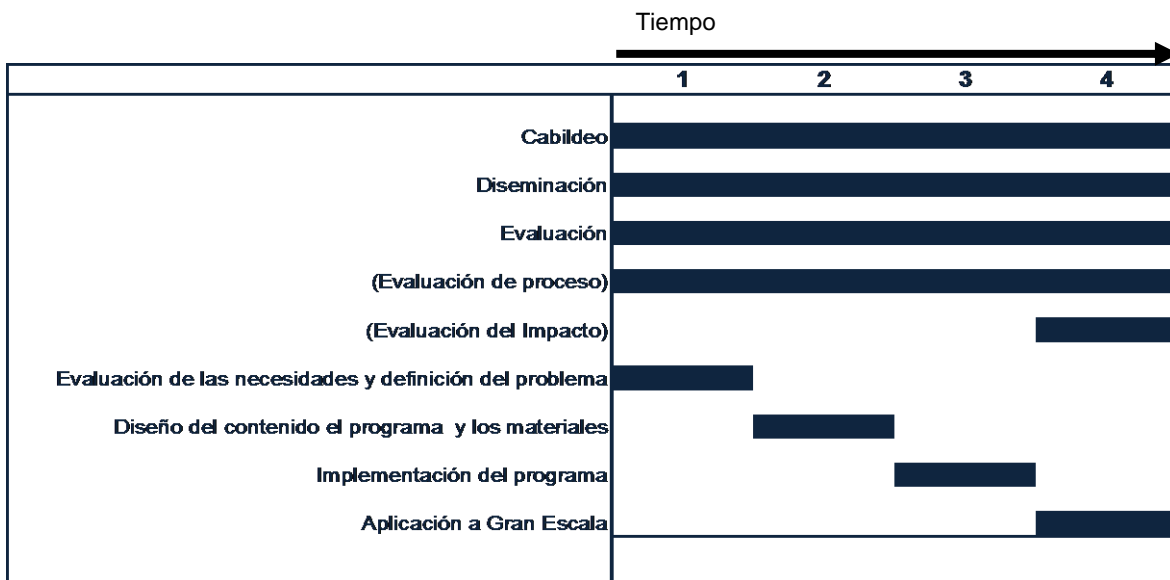 Tiempo
1 2 3 4
Cabildeo
Diseminación
Evaluación
(Evaluación de proceso)
(Evaluación del Impacto)
Evaluación de las necesidades y definición del problema
Diseño del contenido el programa y los materiales
Implementación del programa
Aplicación a Gran Escala